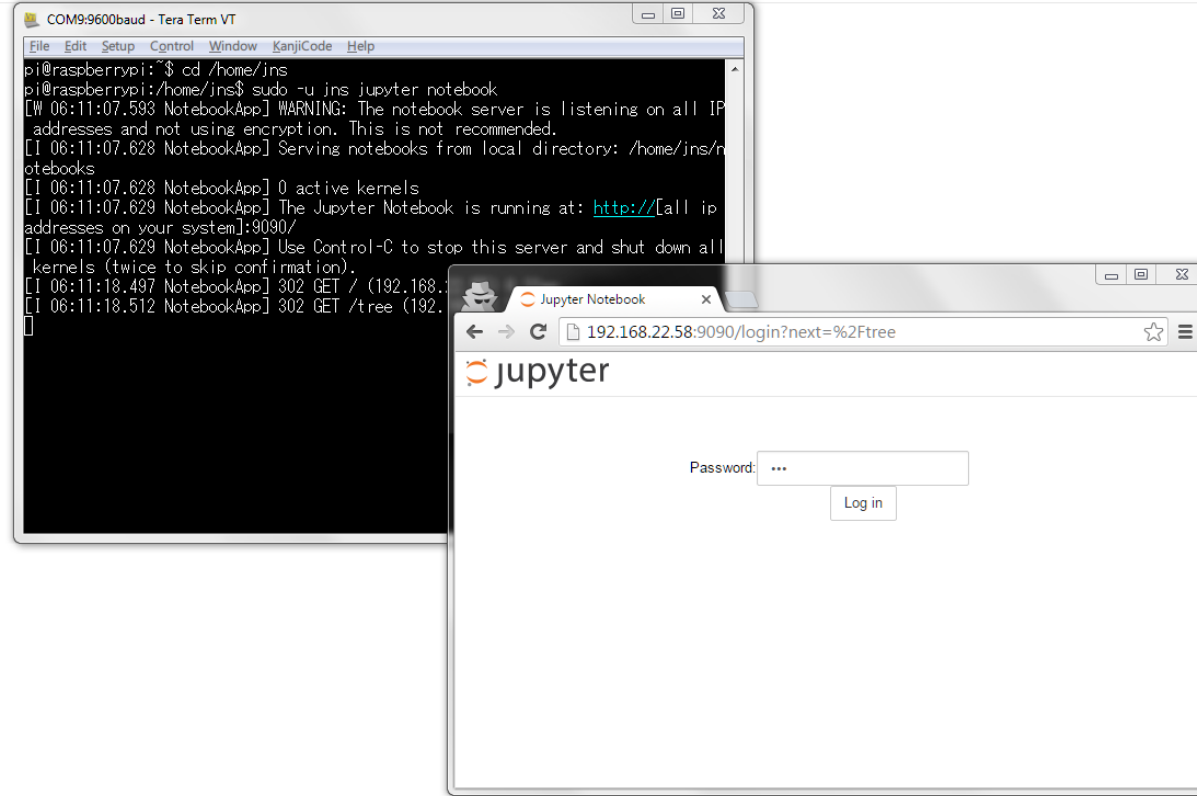 COM9:9600baud - Tera Term VT
File Edit Setup Control Window KanjiCode Help
pi@raspberrypi:~$ cd /home/jns
pi@raspberrypi:/home/jns$ sudo -u jns jupyter notebook
[W 06:11:07.593 NotebookApp] WARNING: The notebook server is listening on all IP
addresses and not using encryption. This is not recommended.
[I 06:11:07.628 NotebookApp] Serving notebooks from local directory: /home/jns/n
otebooks
[I 06:11:07.628 NotebookApp] 0 active kernels
[I 06:11:07.629 NotebookApp] The Jupyter Notebook is running at: http://[all ip
addresses on your system]:9090/
[I 06:11:07.629 NotebookApp] Use Control-C to stop this server and shut down all
kernels (twice to skip confirmation).
[I 06:11:18.497 NotebookApp] 302 GET / (192.168.
[I 06:11:18.512 NotebookApp] 302 GET /tree (192.
Jupyter Notebook
192.168.22.58:9090/login?next=%2Ftree
jupyter
Password: •••
Log in